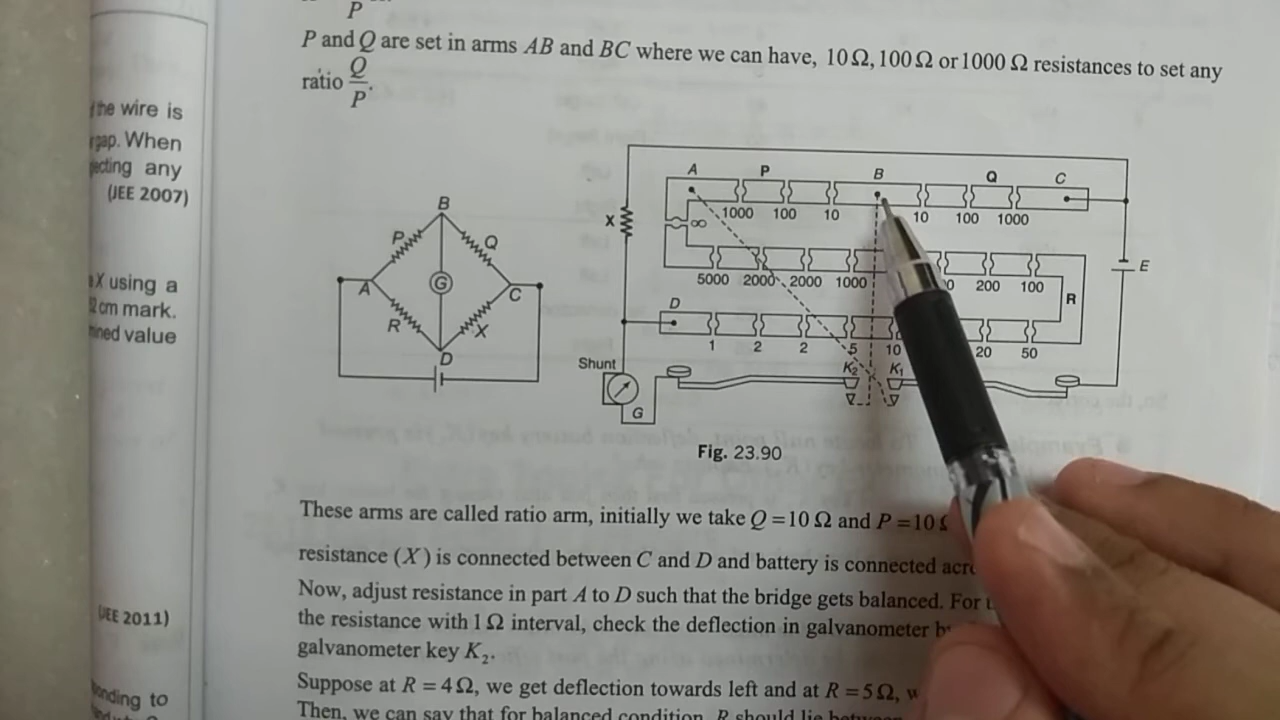 P
P and Q are set in arms AB and BC where we can have, 10 Ω, 100 Ω or 1000 Ω resistances to set any
ratio Q/P.
the wire is
gap. When
any
(JEE 2007)
X using a
cm mark.
value
JEE 2011)
to
B
P
Q
A
G
C
R
X
D
A P B Q C
1000 100 10 10 100 1000
X
∞
E
5000 2000 2000 1000 200 100
R
D
1 2 2 5 10 20 50
Shunt
K₂ K₁
G
Fig. 23.90
These arms are called ratio arm, initially we take Q = 10 Ω and P = 10
resistance (X) is connected between C and D and battery is connected
Now, adjust resistance in part A to D such that the bridge gets balanced. For
the resistance with 1 Ω interval, check the deflection in galvanometer
galvanometer key K₂.
Suppose at R = 4 Ω, we get deflection towards left and at R = 5 Ω,
Then, we can say that for balanced condition, R should lie